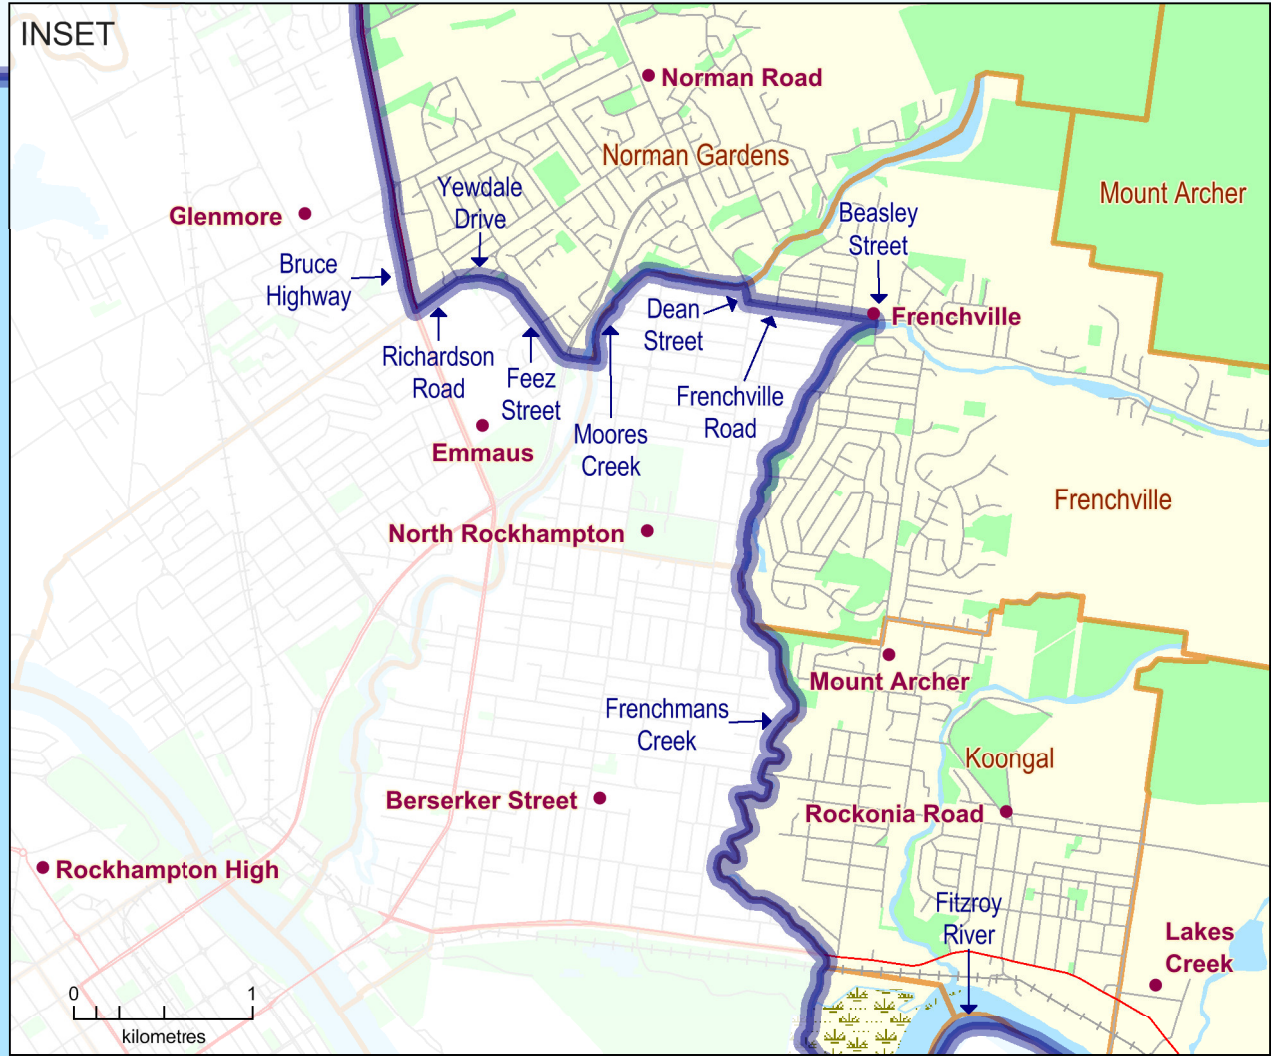 INSET
Norman Road
Norman Gardens
Yewdale
Drive
Mount Archer
Glenmore
Beasley
Street
Bruce
Highway
Dean
Street
Frenchville
Richardson
Road
Feez
Street
Frenchville
Road
Moores
Creek
Emmaus
Frenchville
North Rockhampton
Mount Archer
Frenchmans
Creek
Koongal
Berserker Street
Rockonia Road
Rockhampton High
Fitzroy
River
Lakes
Creek
0 1
kilometres